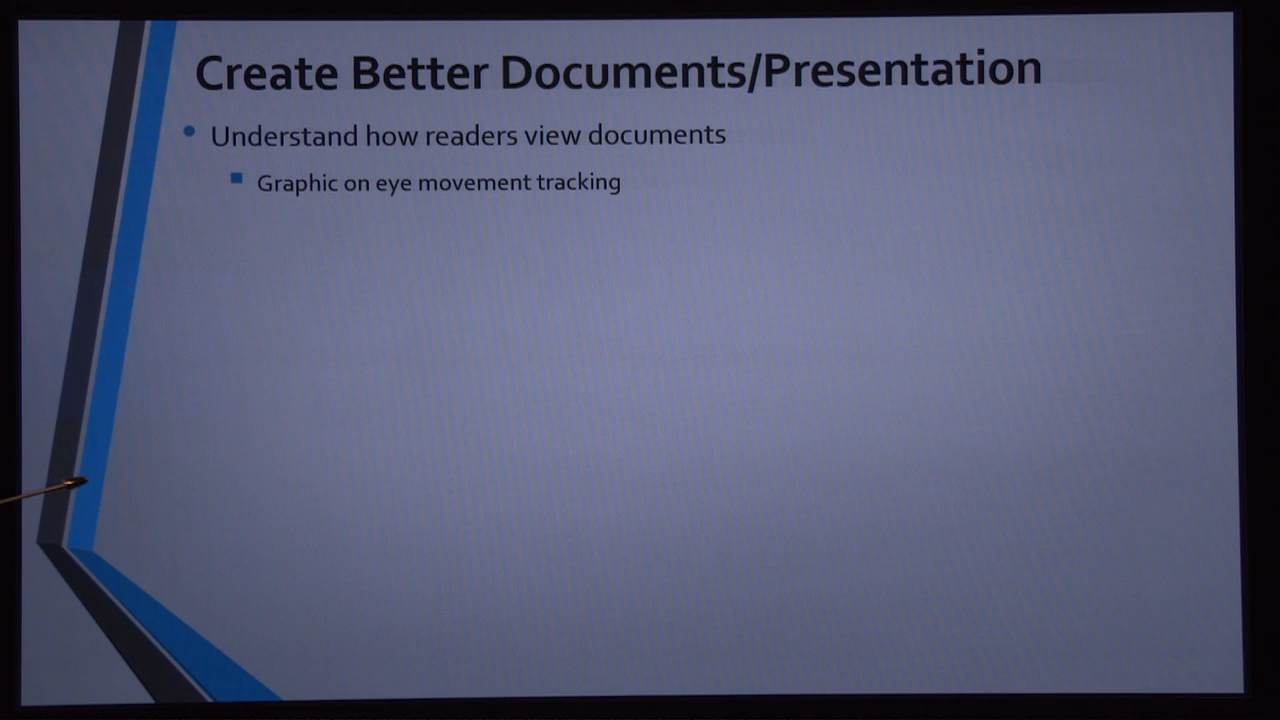 Create Better Documents/Presentation
Understand how readers view documents
Graphic on eye movement tracking